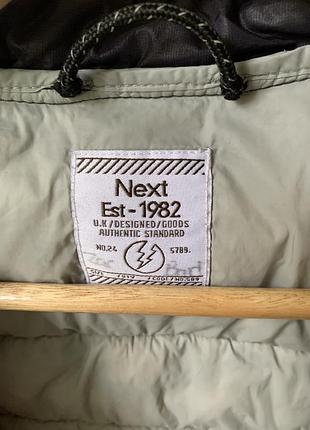 Next
Est-1982
U.K/DESIGNED/GOODS
AUTHENTIC STANDARD
NO.24 5789.